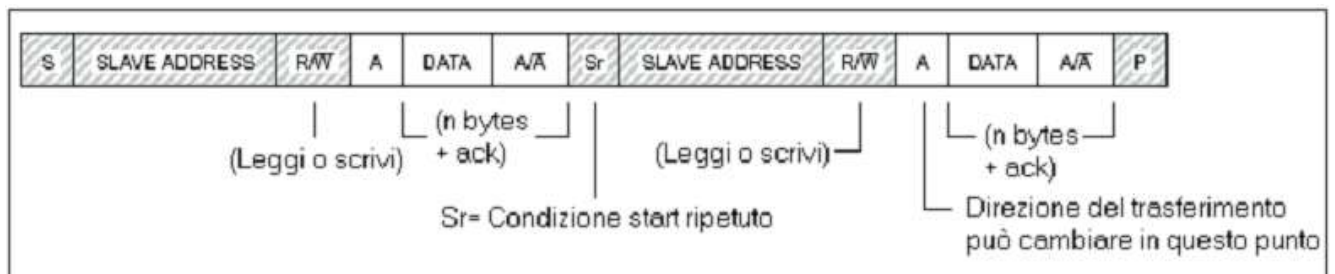 S SLAVE ADDRESS R/W̅ A DATA A/A̅ Sr SLAVE ADDRESS R/W̅ A DATA A/A̅ P
(n bytes + ack)
(Leggi o scrivi)
(Leggi o scrivi)
(n bytes + ack)
Sr= Condizione start ripetuto
Direzione del trasferimento
può cambiare in questo punto